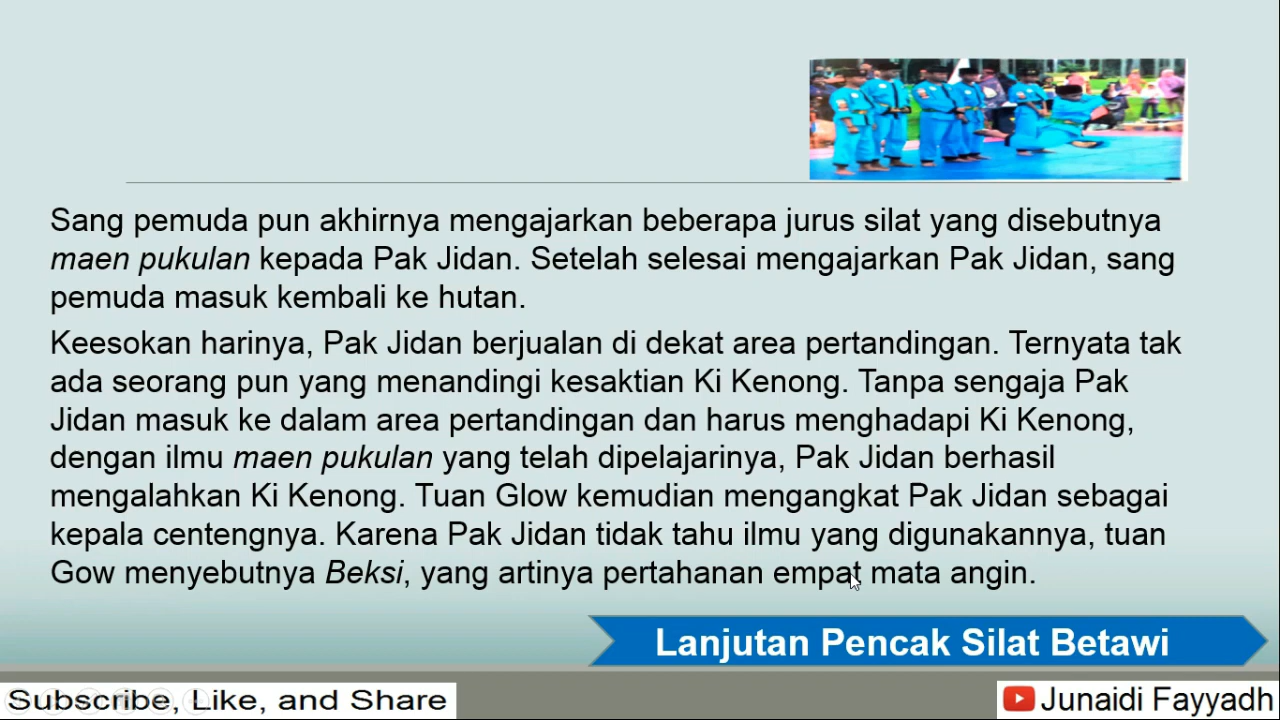 Sang pemuda pun akhirnya mengajarkan beberapa jurus silat yang disebutnya
maen pukulan kepada Pak Jidan. Setelah selesai mengajarkan Pak Jidan, sang
pemuda masuk kembali ke hutan.
Keesokan harinya, Pak Jidan berjualan di dekat area pertandingan. Ternyata tak
ada seorang pun yang menandingi kesaktian Ki Kenong. Tanpa sengaja Pak
Jidan masuk ke dalam area pertandingan dan harus menghadapi Ki Kenong,
dengan ilmu maen pukulan yang telah dipelajarinya, Pak Jidan berhasil
mengalahkan Ki Kenong. Tuan Glow kemudian mengangkat Pak Jidan sebagai
kepala centengnya. Karena Pak Jidan tidak tahu ilmu yang digunakannya, tuan
Gow menyebutnya Beksi, yang artinya pertahanan empat mata angin.
Lanjutan Pencak Silat Betawi
Subscribe, Like, and Share
Junaidi Fayyadh